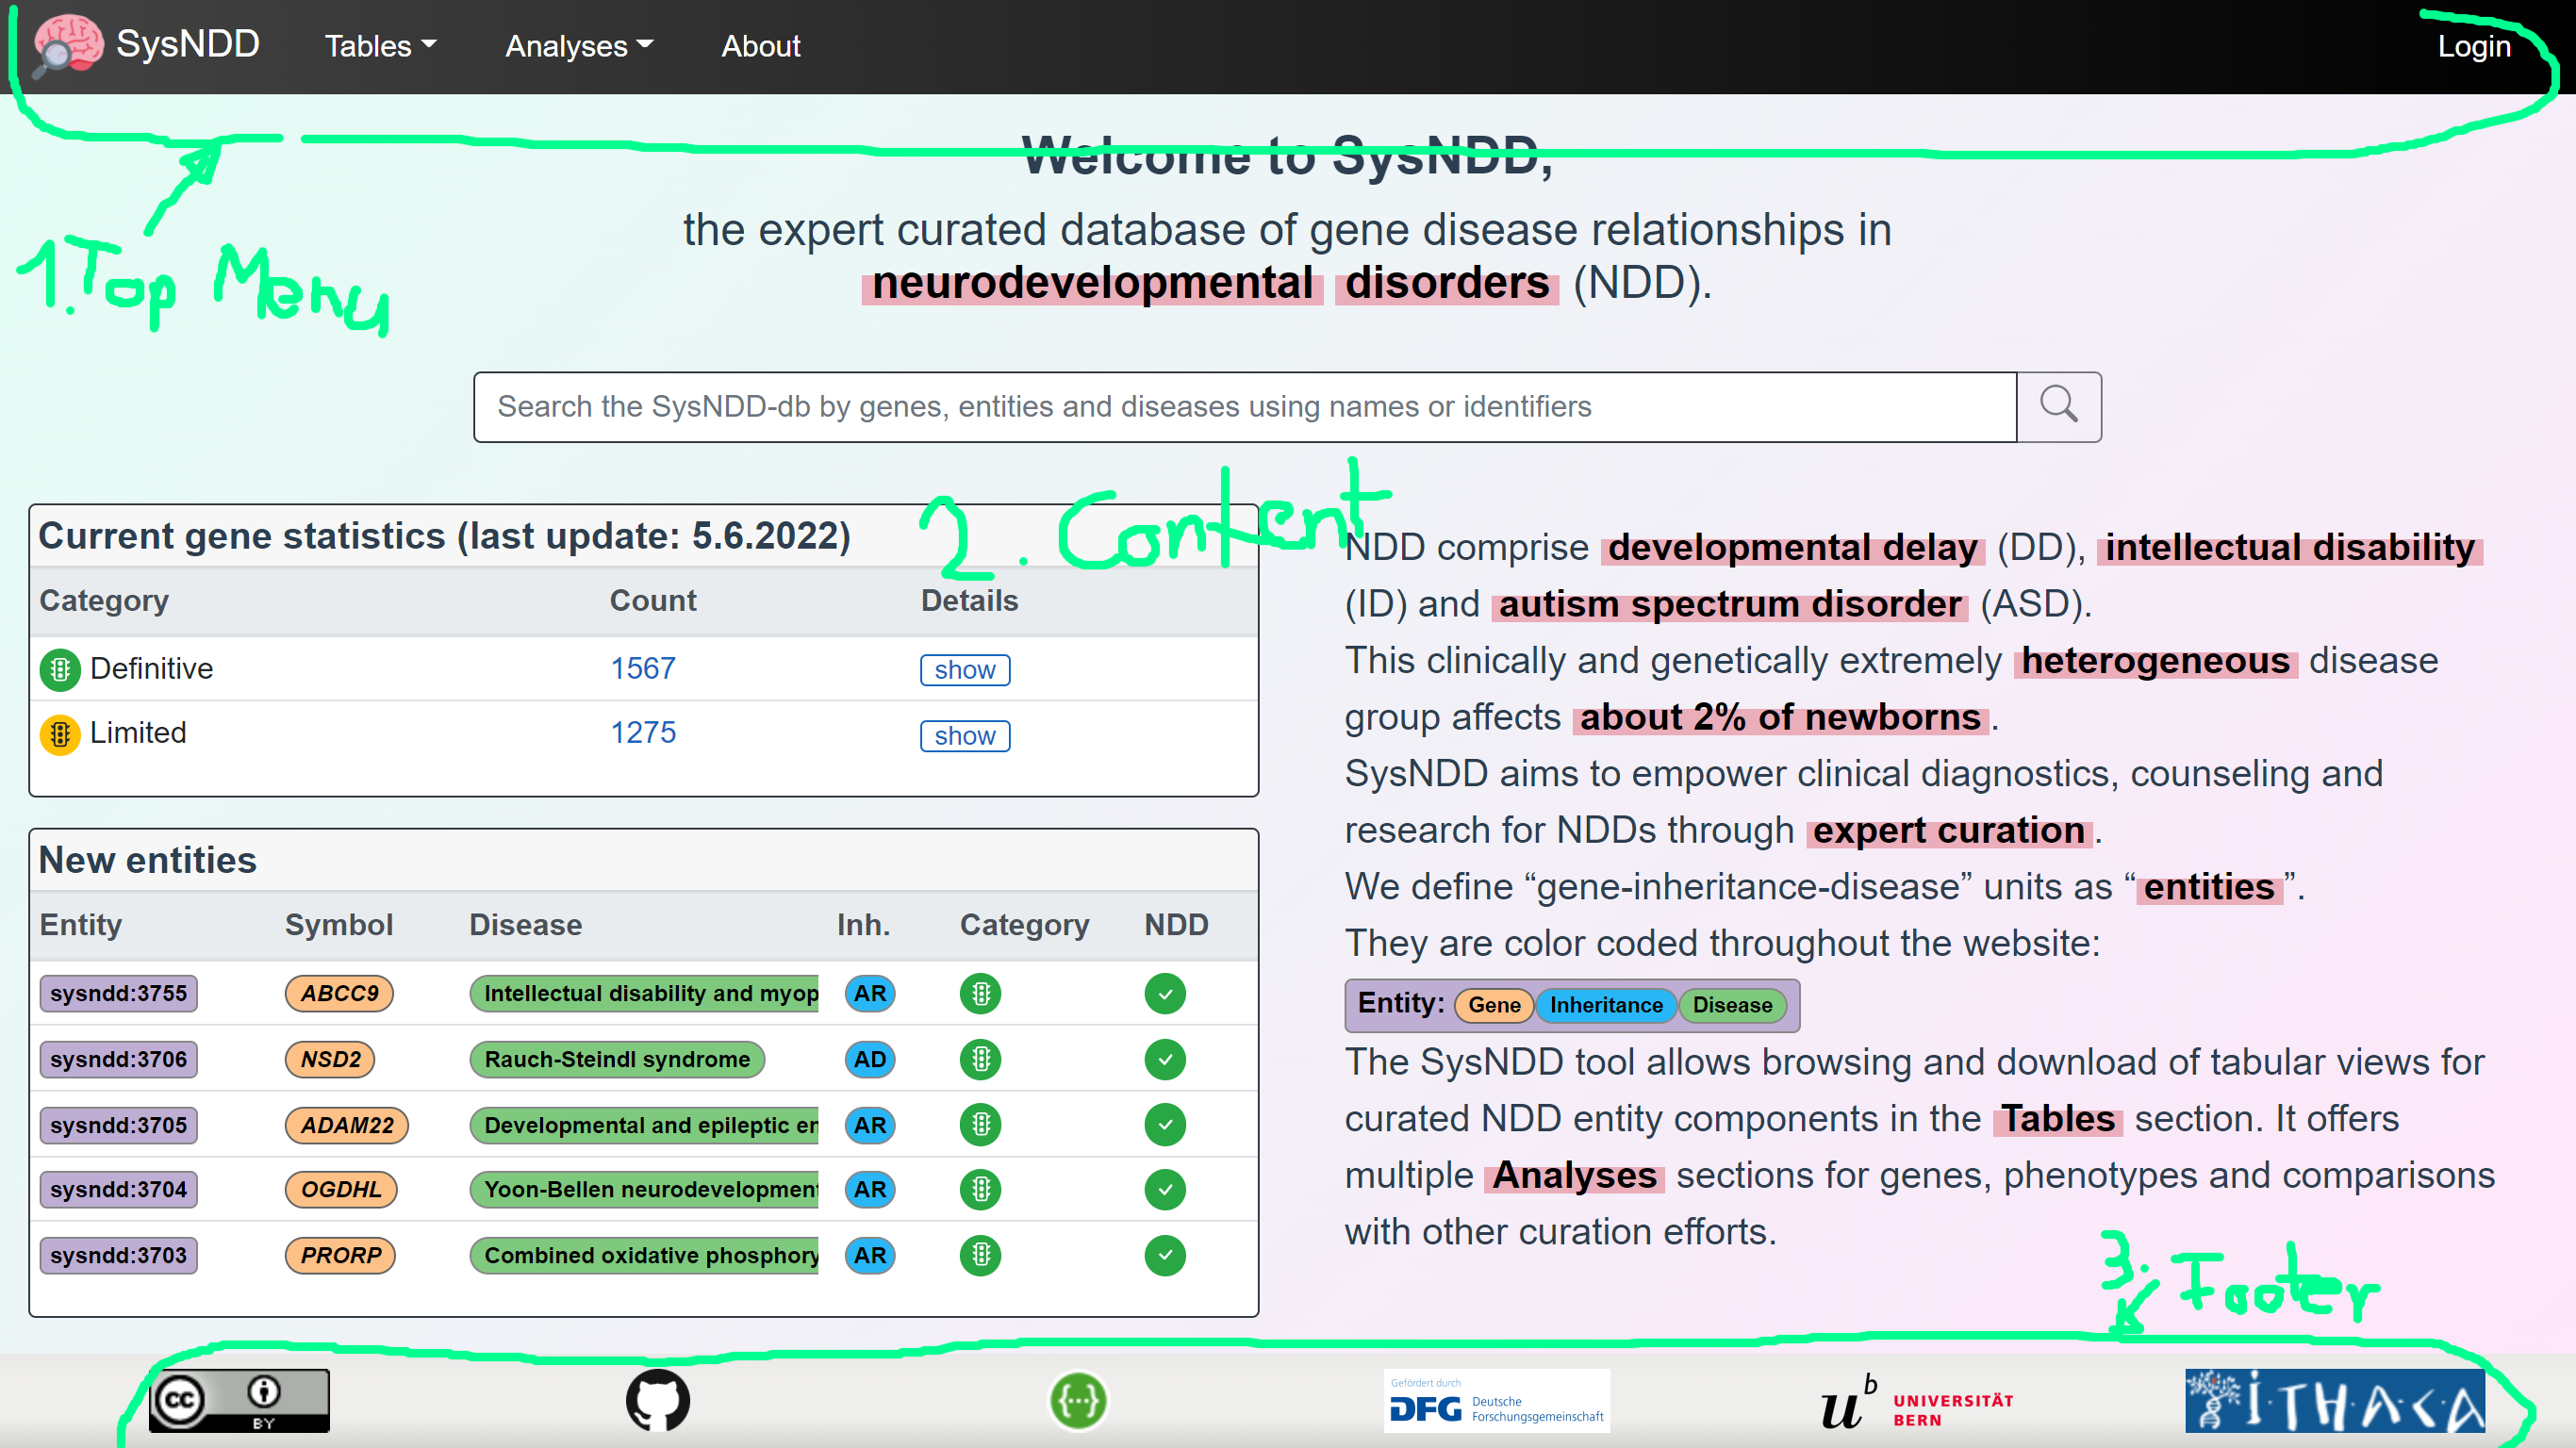 SysNDD Tables Analyses About Login
1. Top Menu
Welcome to SysNDD,
the expert curated database of gene disease relationships in
neurodevelopmental disorders (NDD).
Search the SysNDD-db by genes, entities and diseases using names or identifiers
2. Content
Current gene statistics (last update: 5.6.2022)
Category Count Details
Definitive 1567 show
Limited 1275 show
New entities
Entity Symbol Disease Inh. Category NDD
sysndd:3755 ABCC9 Intellectual disability and myop AR
sysndd:3706 NSD2 Rauch-Steindl syndrome AD
sysndd:3705 ADAM22 Developmental and epileptic en AR
sysndd:3704 OGDHL Yoon-Bellen neurodevelopment AR
sysndd:3703 PRORP Combined oxidative phosphory AR
NDD comprise developmental delay (DD), intellectual disability
(ID) and autism spectrum disorder (ASD).
This clinically and genetically extremely heterogeneous disease
group affects about 2% of newborns.
SysNDD aims to empower clinical diagnostics, counseling and
research for NDDs through expert curation.
We define “gene-inheritance-disease” units as “entities”.
They are color coded throughout the website:
Entity: Gene Inheritance Disease
The SysNDD tool allows browsing and download of tabular views for
curated NDD entity components in the Tables section. It offers
multiple Analyses sections for genes, phenotypes and comparisons
with other curation efforts.
3. Footer
cc BY
{...}
Gefördert durch
DFG Deutsche
Forschungsgemeinschaft
u b UNIVERSITÄT
BERN
ITHACA